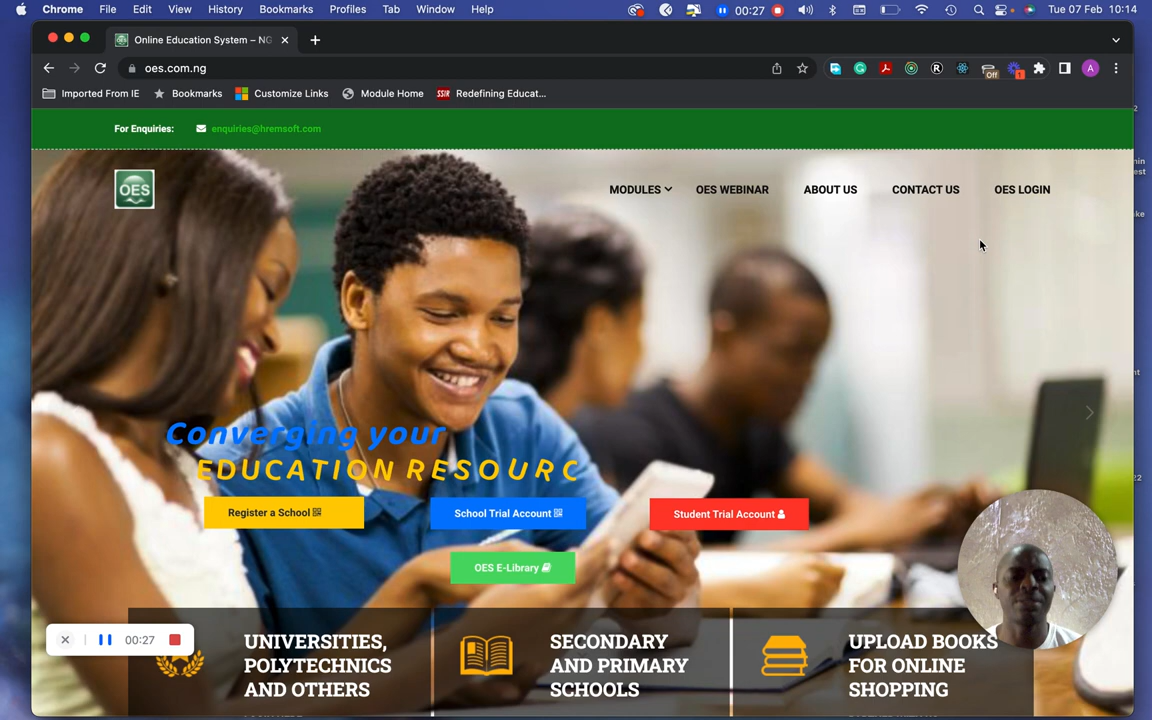 Chrome File Edit View History Bookmarks Profiles Tab Window Help 00:27 Tue 07 Feb 10:14
Online Education System – NG
oes.com.ng
Off 1 A
Imported From IE Bookmarks Customize Links Module Home SSIR Redefining Educat...
For Enquiries: enquiries@hremsoft.com
OES MODULES OES WEBINAR ABOUT US CONTACT US OES LOGIN
Converging your
EDUCATION RESOURC
Register a School School Trial Account Student Trial Account
OES E-Library
00:27
UNIVERSITIES,
POLYTECHNICS
AND OTHERS
SECONDARY
AND PRIMARY
SCHOOLS
UPLOAD BOOKS
FOR ONLINE
SHOPPING